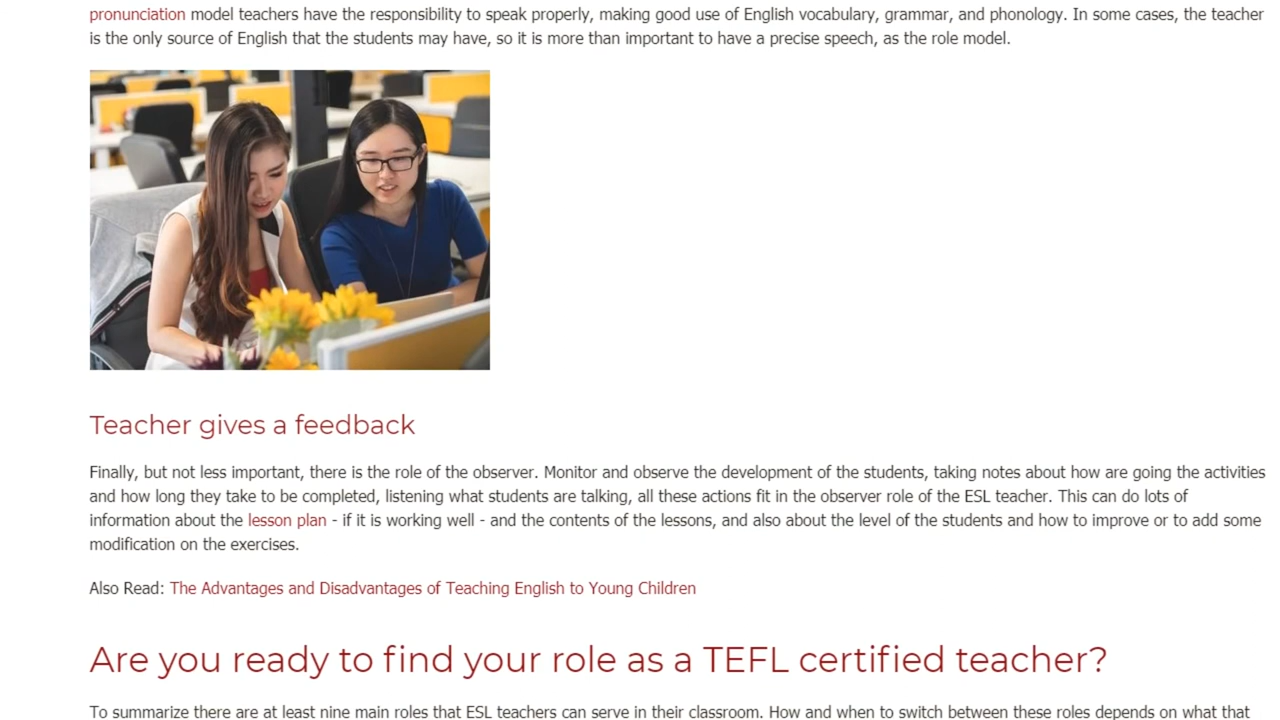 pronunciation model teachers have the responsibility to speak properly, making good use of English vocabulary, grammar, and phonology. In some cases, the teacher
is the only source of English that the students may have, so it is more than important to have a precise speech, as the role model.
Teacher gives a feedback
Finally, but not less important, there is the role of the observer. Monitor and observe the development of the students, taking notes about how are going the activities
and how long they take to be completed, listening what students are talking, all these actions fit in the observer role of the ESL teacher. This can do lots of
information about the lesson plan - if it is working well - and the contents of the lessons, and also about the level of the students and how to improve or to add some
modification on the exercises.
Also Read: The Advantages and Disadvantages of Teaching English to Young Children
Are you ready to find your role as a TEFL certified teacher?
To summarize there are at least nine main roles that ESL teachers can serve in their classroom. How and when to switch between these roles depends on what that